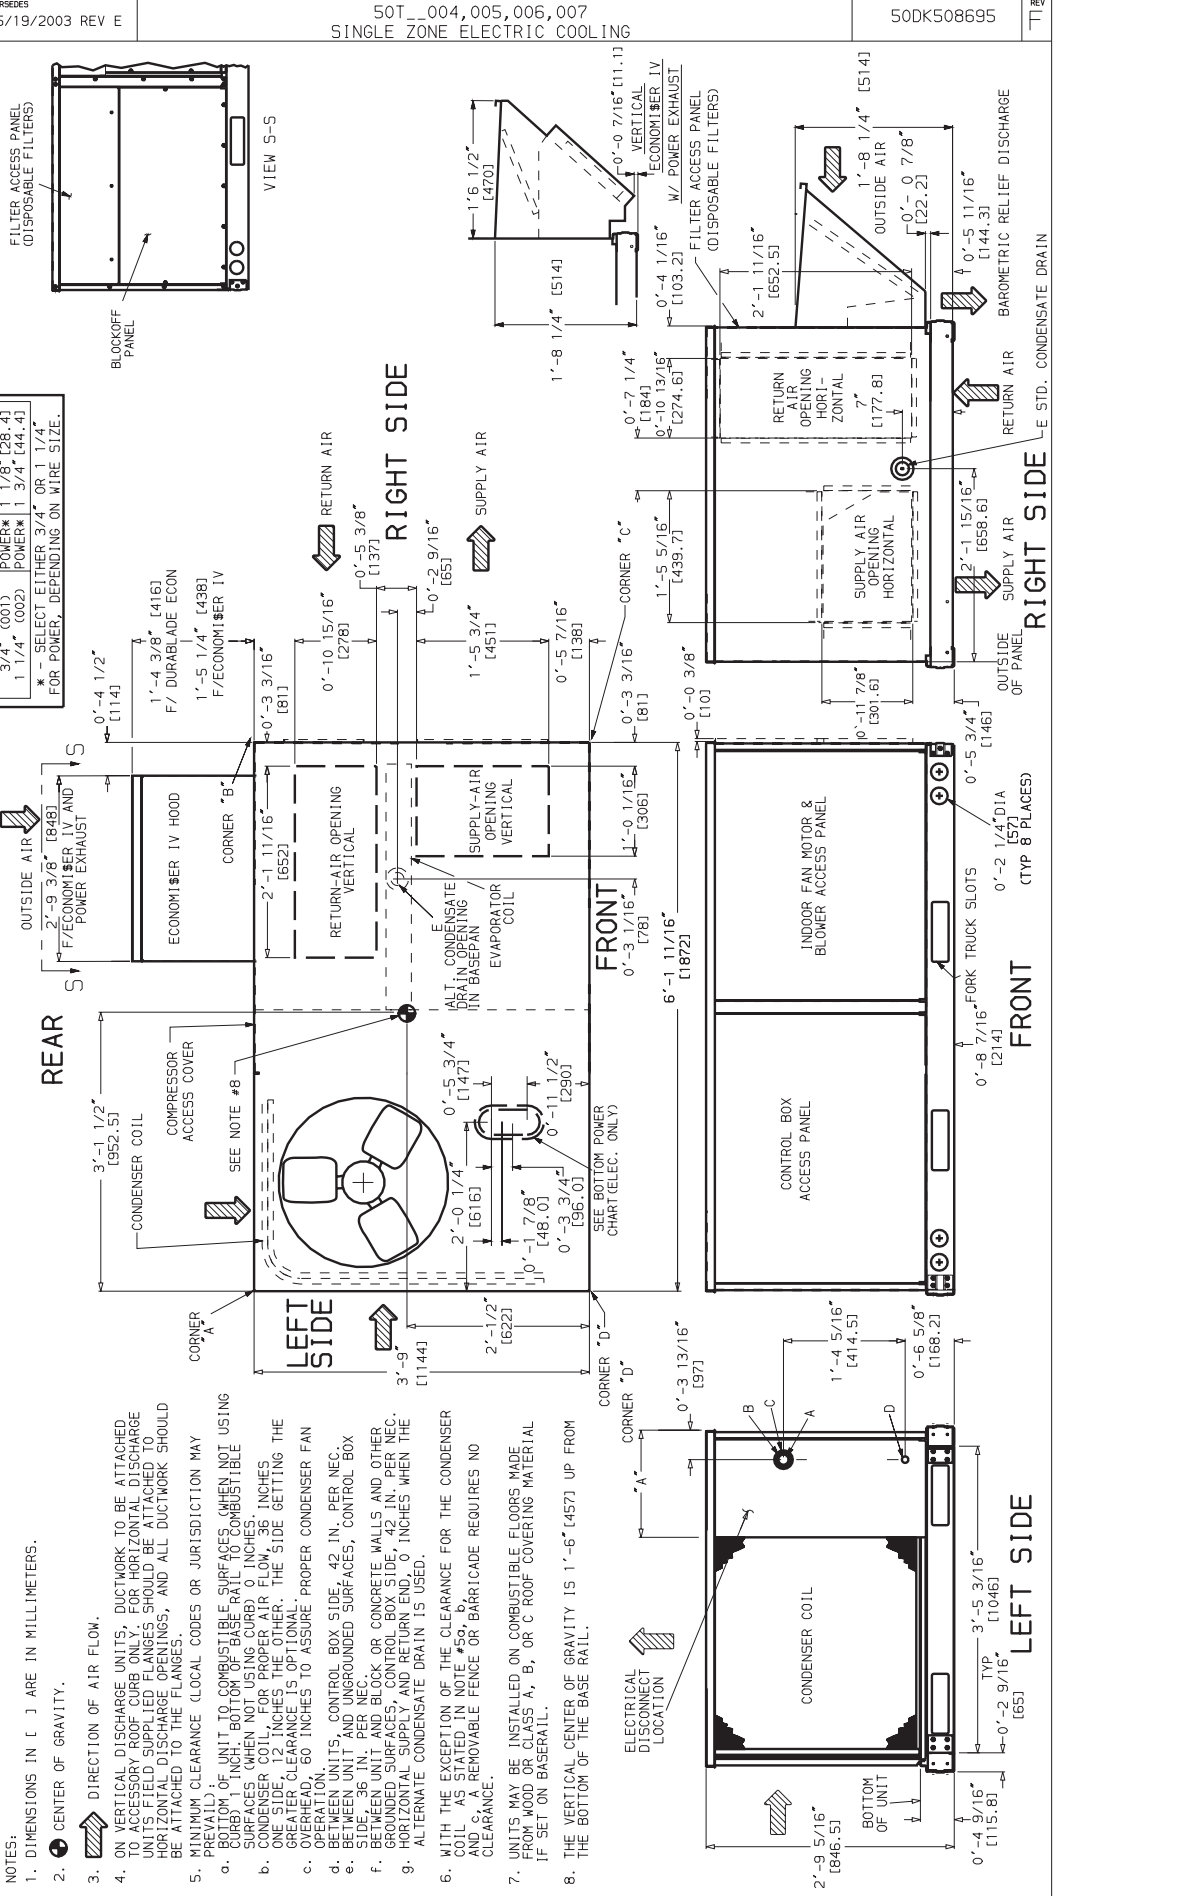 5/19/2003 REV E
50T__004,005,006,007
SINGLE ZONE ELECTRIC COOLING
50DK508695
REV
F
FILTER ACCESS PANEL
(DISPOSABLE FILTERS)
BLOCKOFF
PANEL
VIEW S-S
1'6 1/2"
[470]
0'-0 7/16" [11.1]
VERTICAL
ECONOMI$ER IV
W/ POWER EXHAUST
1'-8 1/4" [514]
3/4" (001) POWER* 1 1/8" [28.4]
1 1/4" (002) POWER* 1 3/4" [44.4]
* - SELECT EITHER 3/4" OR 1 1/4"
FOR POWER, DEPENDING ON WIRE SIZE.
REAR
OUTSIDE AIR
2'-9 3/8" [848]
F/ECONOMI$ER IV AND
POWER EXHAUST
S
S
ECONOMI$ER IV HOOD
CORNER "B"
0'-4 1/2"
[114]
1'-4 3/8" [416]
F/ DURABLADE ECON
1'-5 1/4" [438]
F/ECONOMI$ER IV
0'-3 3/16"
[81]
0'-10 15/16"
[278]
RETURN AIR
0'-5 3/8"
[137]
RIGHT SIDE
0'-2 9/16"
[65]
SUPPLY AIR
1'-5 3/4"
[451]
0'-5 7/16"
[138]
CORNER "C"
0'-3 3/16"
[81]
3'-1 1/2"
[952.5]
CONDENSER COIL
COMPRESSOR
ACCESS COVER
SEE NOTE #8
2'-1 11/16"
[652]
RETURN-AIR OPENING
VERTICAL
SUPPLY-AIR
OPENING
VERTICAL
E
ALT. CONDENSATE
DRAIN OPENING
IN BASEPAN
EVAPORATOR
COIL
1'-0 1/16"
[306]
0'-3 1/16"
[78]
FRONT
6'-1 11/16"
[1872]
0'-5 3/4"
[147]
0'-11 1/2"
[290]
2'-0 1/4"
[616]
0'-1 7/8"
[48.0]
0'-3 3/4"
[96.0]
SEE BOTTOM POWER
CHART(ELEC. ONLY)
CORNER
"A"
LEFT
SIDE
3'-9"
[1144]
2'-1/2"
[622]
CORNER "D"
FILTER ACCESS PANEL
(DISPOSABLE FILTERS)
0'-4 1/16"
[103.2]
2'-1 11/16"
[652.5]
0'-7 1/4"
[184]
0'-10 13/16"
[274.6]
RETURN
AIR
OPENING
HORI-
ZONTAL
7"
[177.8]
1'-8 1/4" [514]
OUTSIDE AIR
0'- 0 7/8"
[22.2]
0'-5 11/16"
[144.3]
BAROMETRIC RELIEF DISCHARGE
E STD. CONDENSATE DRAIN
RETURN AIR
1'-5 5/16"
[439.7]
SUPPLY AIR
OPENING
HORIZONTAL
2'-1 15/16"
[658.6]
SUPPLY AIR
RIGHT SIDE
OUTSIDE
OF PANEL
0'-11 7/8"
[301.6]
0'-0 3/8"
[10]
0'-5 3/4"
[146]
INDOOR FAN MOTOR &
BLOWER ACCESS PANEL
CONTROL BOX
ACCESS PANEL
0'-2 1/4"DIA
[57]
(TYP 8 PLACES)
FORK TRUCK SLOTS
0'-8 7/16"
[214]
FRONT
CORNER "D"
0'-3 13/16"
[97]
1'-4 5/16"
[414.5]
0'-6 5/8"
[168.2]
"A"
B
C
A
D
ELECTRICAL
DISCONNECT
LOCATION
CONDENSER COIL
LEFT SIDE
3'-5 3/16"
[1046]
TYP
0'-2 9/16"
[65]
BOTTOM
OF UNIT
2'-9 5/16"
[846.5]
0'-4 9/16"
[115.8]
NOTES:
1. DIMENSIONS IN [ ] ARE IN MILLIMETERS.
2. CENTER OF GRAVITY.
3. DIRECTION OF AIR FLOW.
4. ON VERTICAL DISCHARGE UNITS, DUCTWORK TO BE ATTACHED
TO ACCESSORY ROOF CURB ONLY. FOR HORIZONTAL DISCHARGE
UNITS FIELD SUPPLIED FLANGES SHOULD BE ATTACHED TO
HORIZONTAL DISCHARGE OPENINGS, AND ALL DUCTWORK SHOULD
BE ATTACHED TO THE FLANGES.
5. MINIMUM CLEARANCE (LOCAL CODES OR JURISDICTION MAY
PREVAIL):
a. BOTTOM OF UNIT TO COMBUSTIBLE SURFACES (WHEN NOT USING
CURB) 1 INCH. BOTTOM OF BASE RAIL TO COMBUSTIBLE
SURFACES (WHEN NOT USING CURB) 0 INCHES.
b. CONDENSER COIL, FOR PROPER AIR FLOW, 36 INCHES
ONE SIDE, 12 INCHES THE OTHER. THE SIDE GETTING THE
GREATER CLEARANCE IS OPTIONAL.
c. OVERHEAD, 60 INCHES TO ASSURE PROPER CONDENSER FAN
OPERATION.
d. BETWEEN UNITS, CONTROL BOX SIDE, 42 IN. PER NEC.
e. BETWEEN UNIT AND UNGROUNDED SURFACES, CONTROL BOX
SIDE, 36 IN. PER NEC.
f. BETWEEN UNIT AND BLOCK OR CONCRETE WALLS AND OTHER
GROUNDED SURFACES, CONTROL BOX SIDE, 42 IN. PER NEC.
g. HORIZONTAL SUPPLY AND RETURN END, 0 INCHES WHEN THE
ALTERNATE CONDENSATE DRAIN IS USED.
6. WITH THE EXCEPTION OF THE CLEARANCE FOR THE CONDENSER
COIL AS STATED IN NOTE #5a, b,
AND c, A REMOVABLE FENCE OR BARRICADE REQUIRES NO
CLEARANCE.
7. UNITS MAY BE INSTALLED ON COMBUSTIBLE FLOORS MADE
FROM WOOD OR CLASS A, B, OR C ROOF COVERING MATERIAL
IF SET ON BASERAIL.
8. THE VERTICAL CENTER OF GRAVITY IS 1'-6" [457] UP FROM
THE BOTTOM OF THE BASE RAIL.